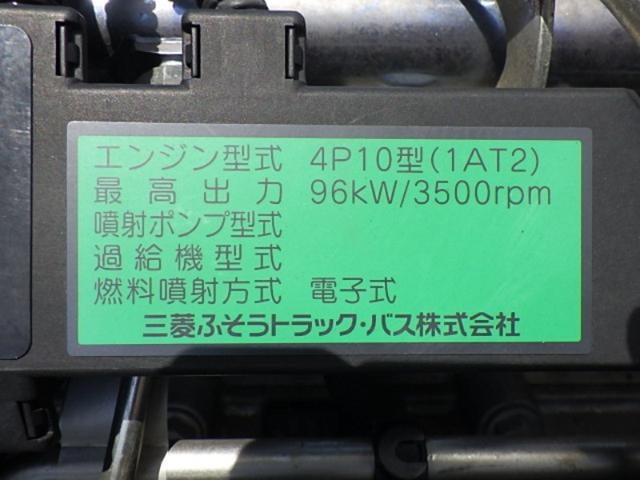 エンジン型式 4P10型(1AT2)
最高出力 96kW/3500rpm
噴射ポンプ型式
過給機型式
燃料噴射方式 電子式
三菱ふそうトラック・バス株式会社